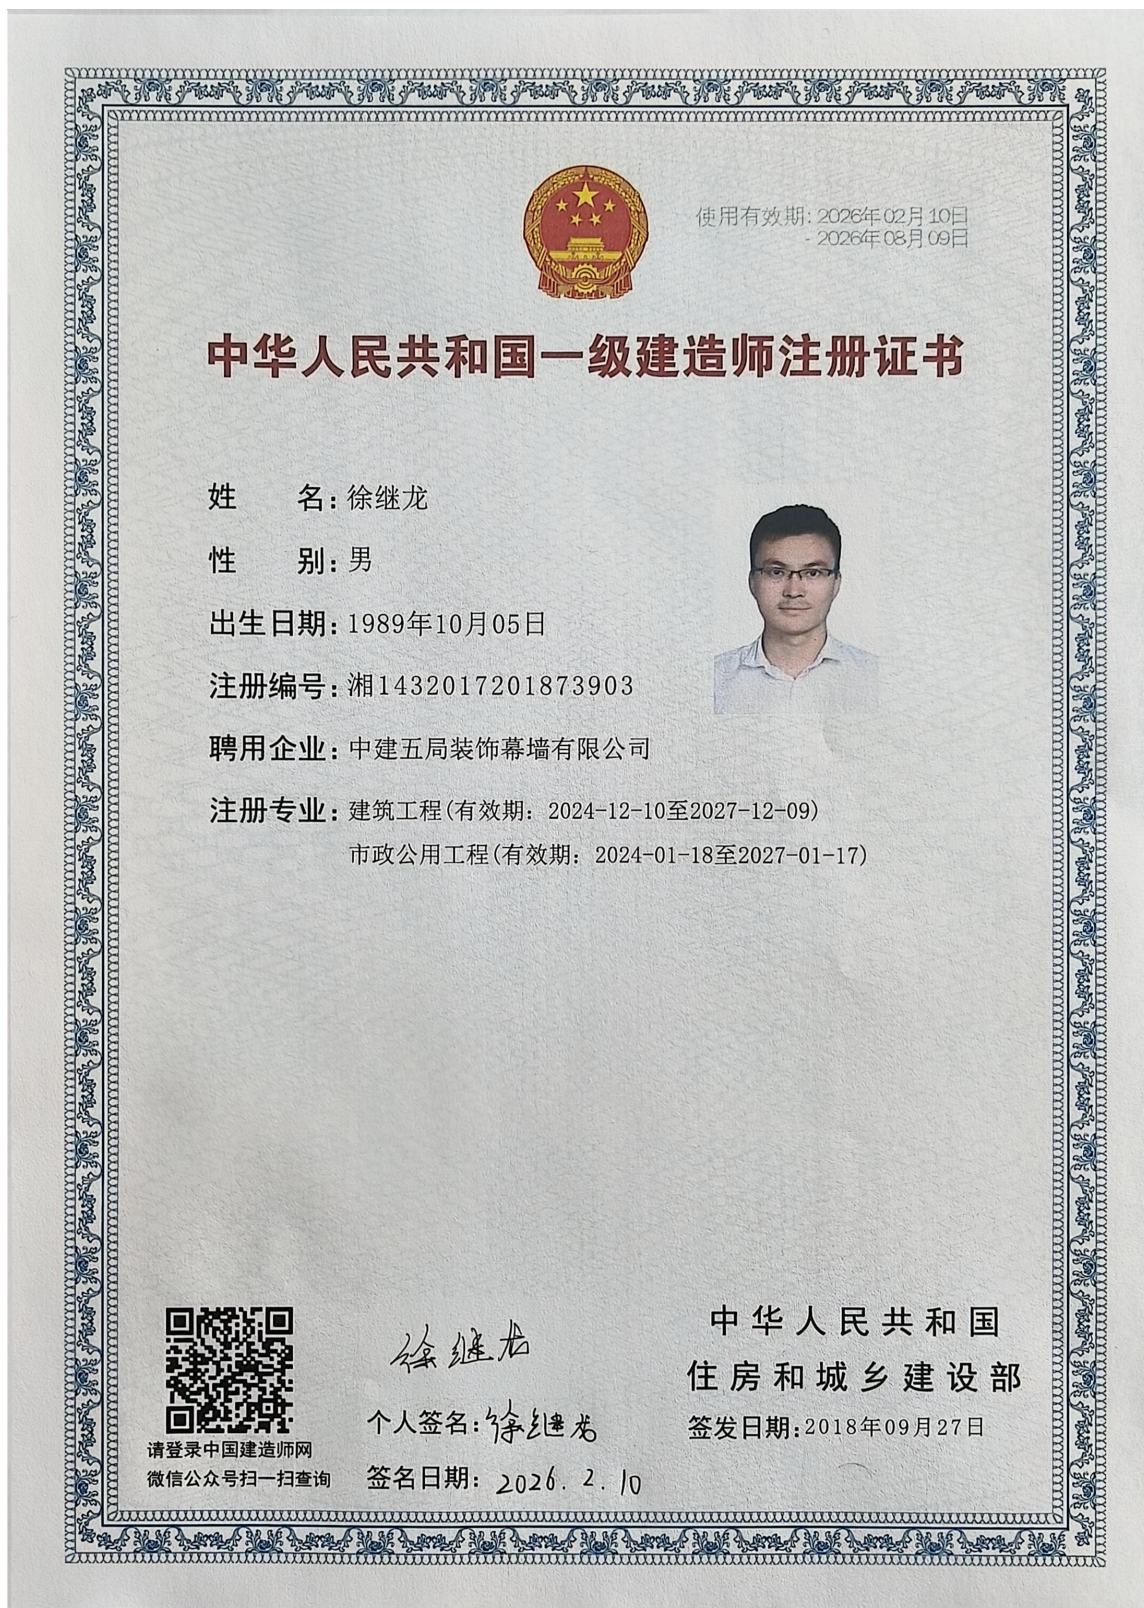 使用有效期: 2026年02月10日
- 2026年08月09日
中华人民共和国一级建造师注册证书
姓 名: 徐继龙
性 别: 男
出生日期: 1989年10月05日
注册编号: 湘1432017201873903
聘用企业: 中建五局装饰幕墙有限公司
注册专业: 建筑工程(有效期: 2024-12-10至2027-12-09)
市政公用工程(有效期: 2024-01-18至2027-01-17)
徐继龙
个人签名: 徐继龙
签名日期: 2026.2.10
请登录中国建造师网
微信公众号扫一扫查询
中华人民共和国
住房和城乡建设部
签发日期: 2018年09月27日